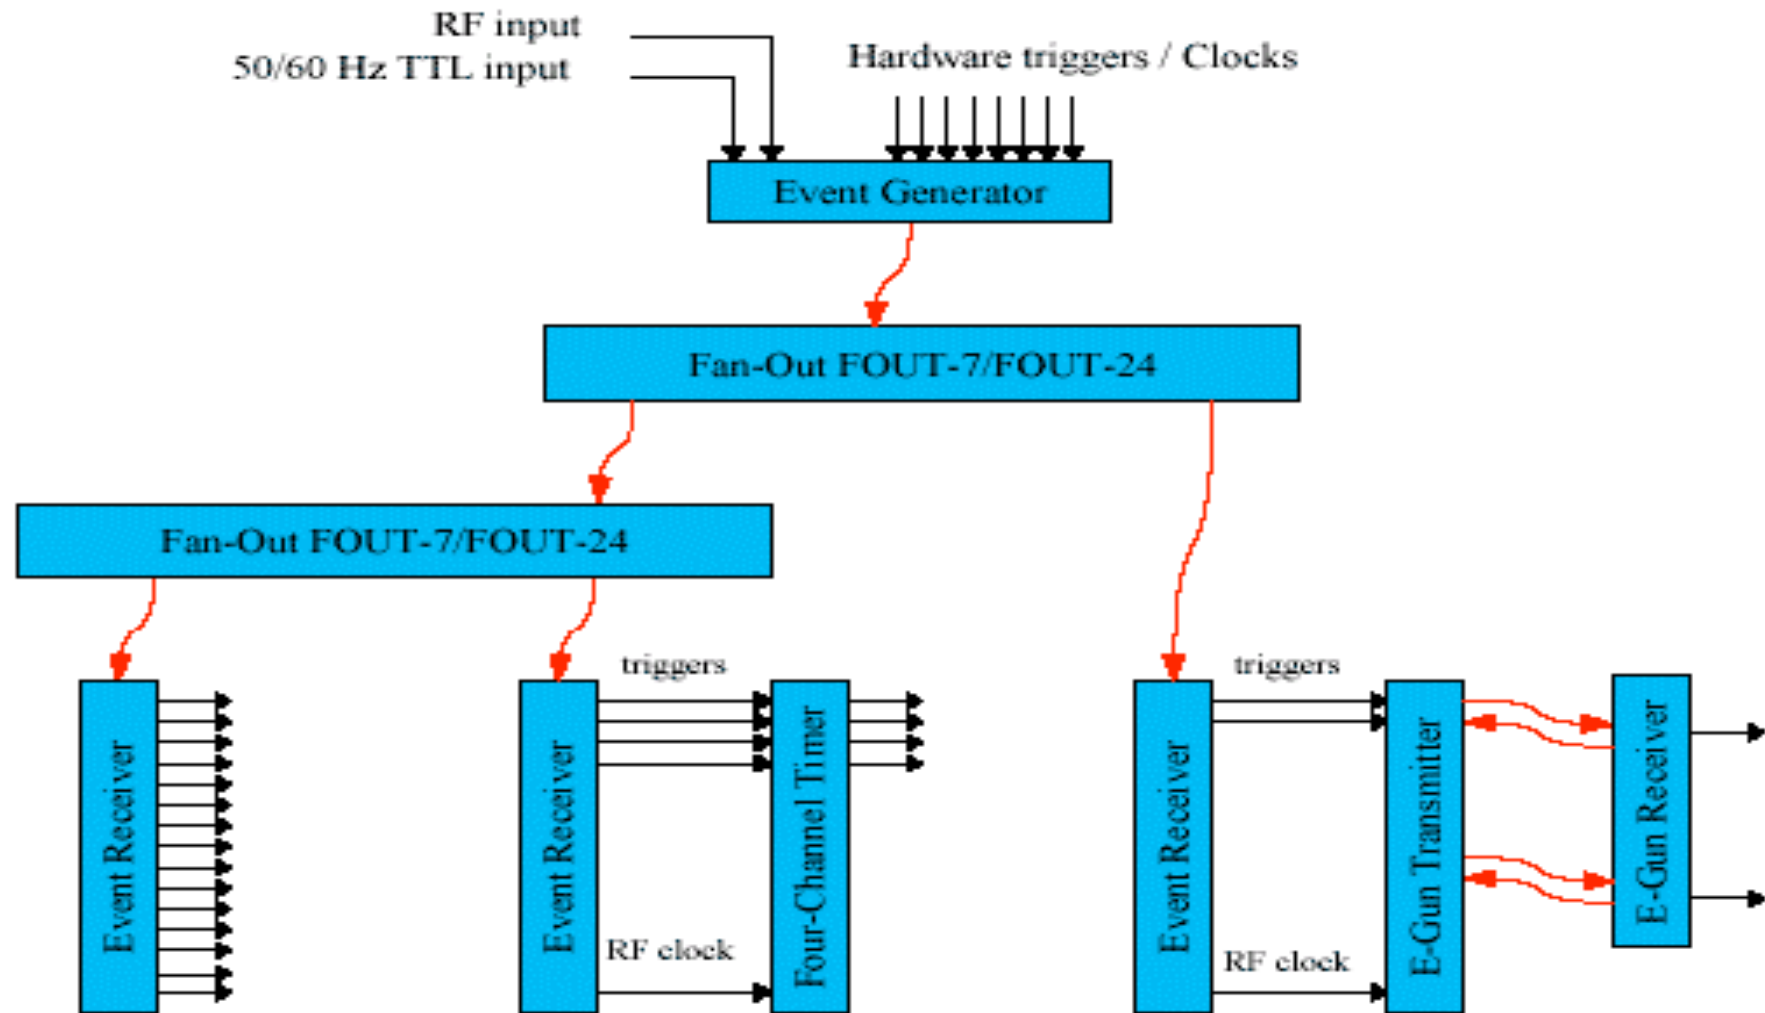 RF input
50/60 Hz TTL input
Hardware triggers / Clocks
Event Generator
Fan-Out FOUT-7/FOUT-24
Fan-Out FOUT-7/FOUT-24
Event Receiver
Event Receiver
triggers
RF clock
Four-Channel Timer
Event Receiver
triggers
RF clock
E-Gun Transmitter
E-Gun Receiver